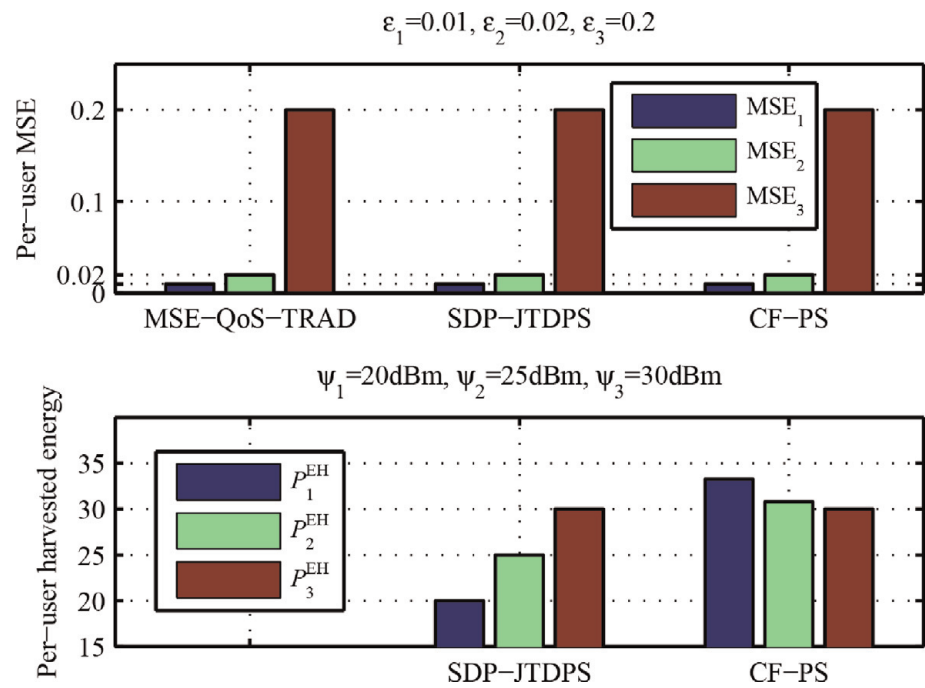 ε₁=0.01, ε₂=0.02, ε₃=0.2
Per−user MSE
0.2
0.1
0.02
0
MSE₁
MSE₂
MSE₃
MSE−QoS−TRAD SDP−JTDPS CF−PS
ψ₁=20dBm, ψ₂=25dBm, ψ₃=30dBm
Per−user harvested energy
35
30
25
20
15
P₁ᴱᴴ
P₂ᴱᴴ
P₃ᴱᴴ
SDP−JTDPS CF−PS